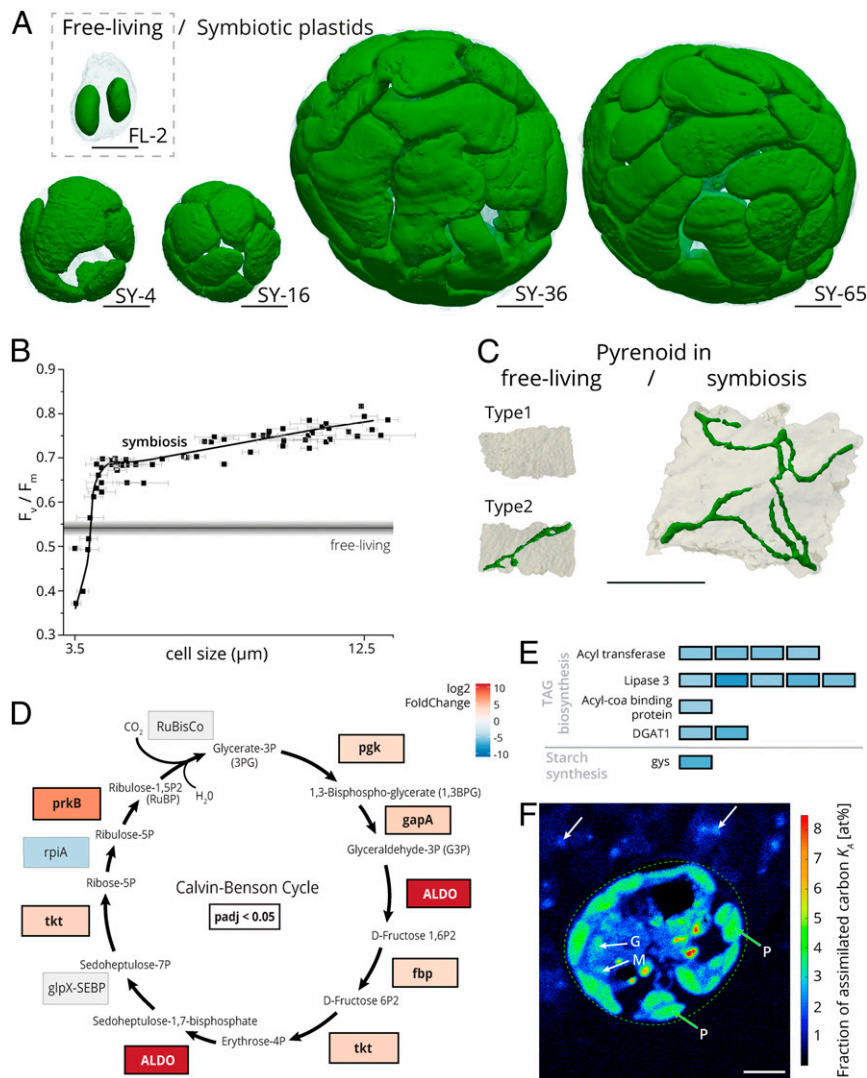 A
Free-living / Symbiotic plastids
FL-2
SY-4
SY-16
SY-36
SY-65
B
Fv / Fm
0.9
0.8
0.7
0.6
0.5
0.4
0.3
symbiosis
free-living
3.5
12.5
cell size (µm)
C
Pyrenoid in
free-living / symbiosis
Type1
Type2
D
log2
FoldChange
10
5
0
-5
-10
CO2
RuBisCo
Glycerate-3P
(3PG)
pgk
Ribulose-1,5P2
(RuBP)
H20
1,3-Bisphospho-glycerate (1,3BPG)
prkB
gapA
Ribulose-5P
Glyceraldehyde-3P (G3P)
rpiA
Ribose-5P
Calvin-Benson Cycle
padj < 0.05
ALDO
tkt
D-Fructose 1,6P2
Sedoheptulose-7P
fbp
glpX-SEBP
D-Fructose 6P2
Sedoheptulose-1,7-bisphosphate
Erythrose-4P
ALDO
tkt
E
TAG
biosynthesis
Acyl transferase
Lipase 3
Acyl-coa binding
protein
DGAT1
Starch
synthesis
gys
F
G
M
P
P
8
7
6
5
4
3
2
1
Fraction of assimilated carbon KA [at%]